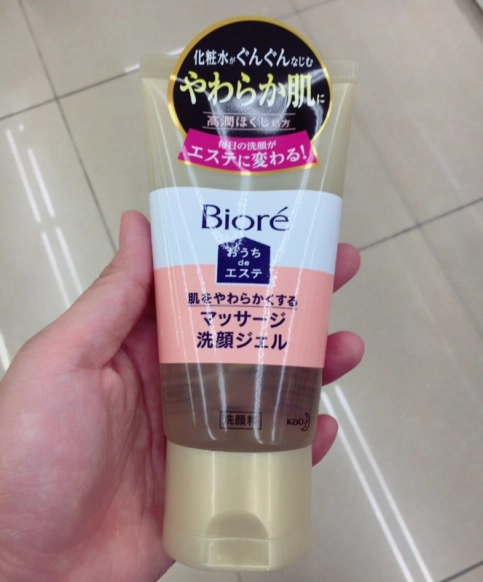 化粧水がぐんぐんなじむ
やわらか肌に
高潤ほぐし処方
毎日の洗顔が
エステに変わる!
Bioré
おうち
de
エステ
肌をやわらかくする
マッサージ
洗顔ジェル
洗顔料
KAO